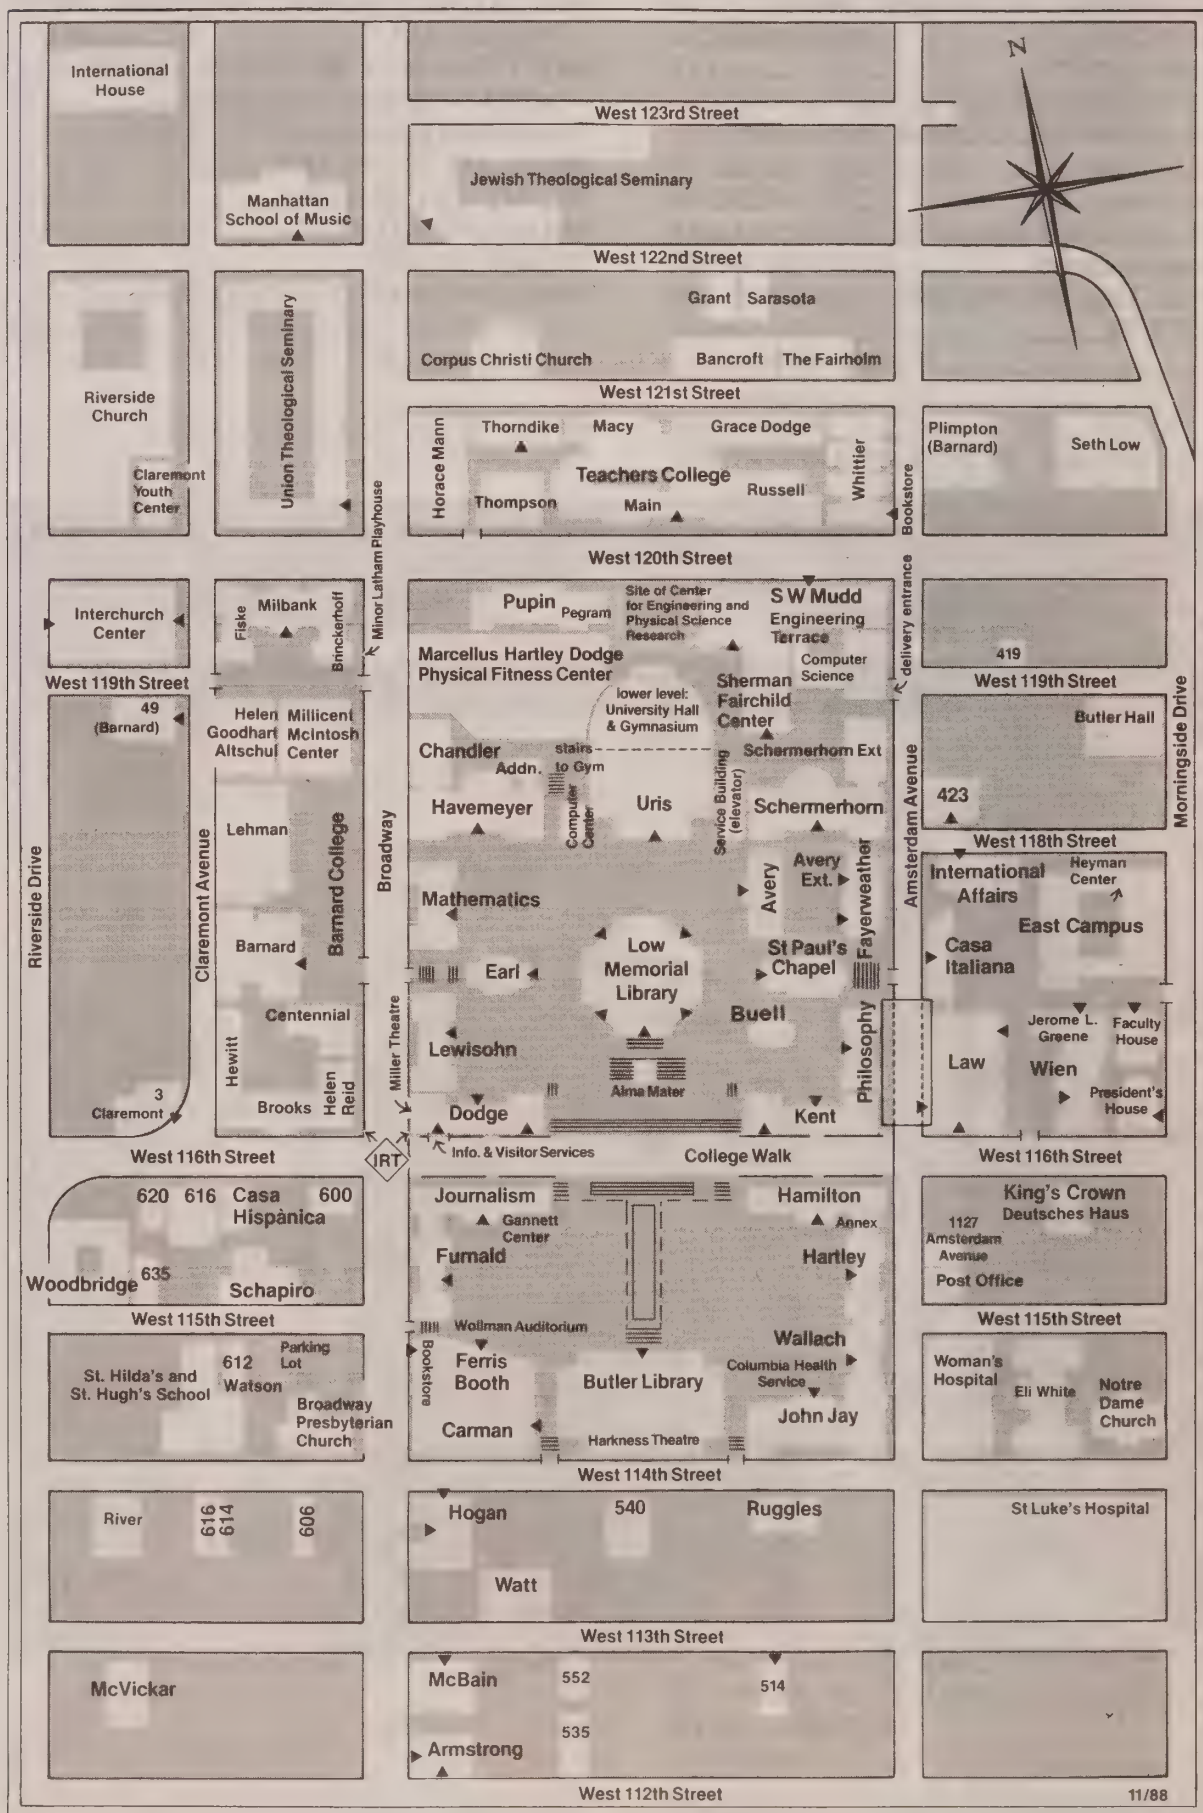 N
International
House
West 123rd Street
Jewish Theological Seminary
Manhattan
School of Music
West 122nd Street
Grant
Sarasota
Corpus Christi Church
Bancroft
The Fairholm
West 121st Street
Riverside
Church
Claremont
Youth
Center
Union Theological Seminary
Horace Mann
Thorndike
Macy
Grace Dodge
Teachers College
Thompson
Main
Russell
Whittier
Bookstore
Plimpton
(Barnard)
Seth Low
West 120th Street
Interchurch
Center
Fiske
Milbank
Brinckerhoff
Minor Latham Playhouse
Pupin
Pegram
Site of Center
for Engineering and
Physical Science
Research
S W Mudd
Engineering
Terrace
Computer
Science
delivery entrance
419
West 119th Street
West 119th Street
Marcellus Hartley Dodge
Physical Fitness Center
lower level:
University Hall
& Gymnasium
Sherman
Fairchild
Center
Schermerhorn Ext
49
(Barnard)
Helen
Goodhart
Altschul
Millicent
McIntosh
Center
Chandler
Addn.
stairs
to Gym
Computer
Center
Havemeyer
Uris
Service Building
(elevator)
Schermerhorn
Butler Hall
423
West 118th Street
Morningside Drive
Amsterdam Avenue
Broadway
Barnard College
Claremont Avenue
Riverside Drive
Lehman
Barnard
Centennial
Hewitt
Brooks
Helen
Reid
3
Claremont
Mathematics
Earl
Low
Memorial
Library
Avery
Avery
Ext.
Fayerweather
St Paul's
Chapel
Buell
Philosophy
Miller Theatre
Lewisohn
Dodge
Alma Mater
Kent
International
Affairs
Heyman
Center
East Campus
Casa
Italiana
Law
Jerome L.
Greene
Wien
Faculty
House
President's
House
West 116th Street
IRT
Info. & Visitor Services
College Walk
West 116th Street
620
616
Casa
Hispànica
600
Woodbridge
635
Schapiro
Journalism
Gannett
Center
Furnald
Hamilton
Annex
Hartley
King's Crown
Deutsches Haus
1127
Amsterdam
Avenue
Post Office
West 115th Street
West 115th Street
St. Hilda's and
St. Hugh's School
612
Watson
Parking
Lot
Broadway
Presbyterian
Church
Wollman Auditorium
Bookstore
Ferris
Booth
Carman
Butler Library
Harkness Theatre
Wallach
Columbia Health
Service
John Jay
Woman's
Hospital
Eli White
Notre
Dame
Church
West 114th Street
River
616
614
606
Hogan
540
Ruggles
Watt
St Luke's Hospital
West 113th Street
McVickar
McBain
552
514
535
Armstrong
West 112th Street
11/88